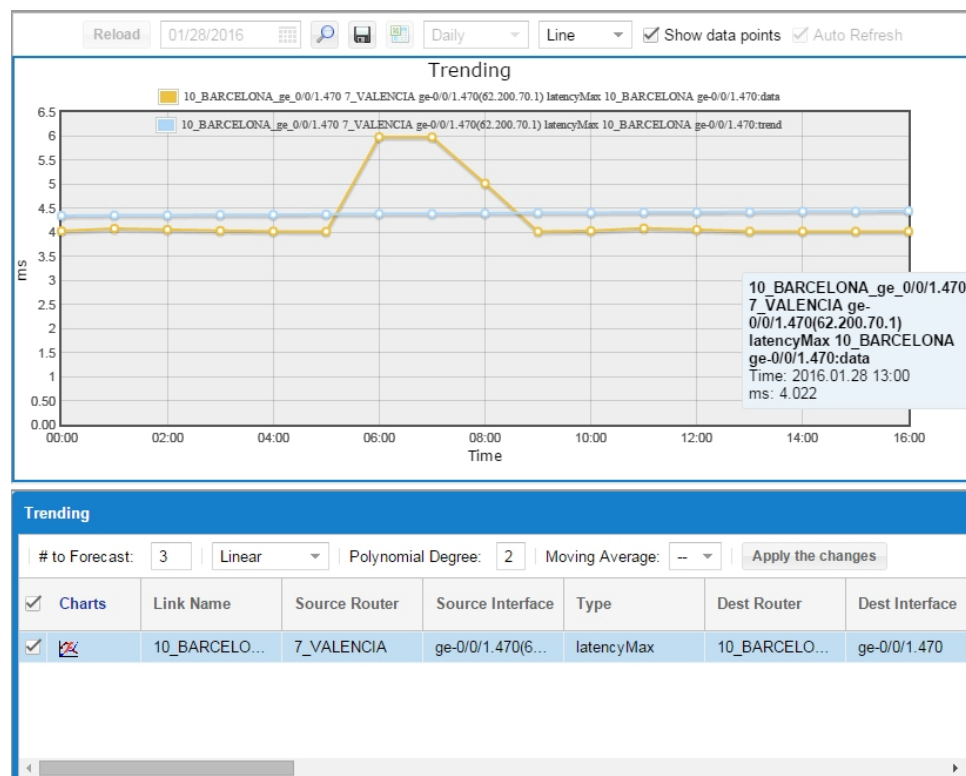 Reload 01/28/2016 Daily Line Show data points Auto Refresh
Trending
10_BARCELONA_ge_0/0/1.470 7_VALENCIA ge-0/0/1.470(62.200.70.1) latencyMax 10_BARCELONA ge-0/0/1.470:data
10_BARCELONA_ge_0/0/1.470 7_VALENCIA ge-0/0/1.470(62.200.70.1) latencyMax 10_BARCELONA ge-0/0/1.470:trend
6.5
6
5.5
5
4.5
4
3.5
3
2.5
2
1.5
1
0.50
0.00
ms
10_BARCELONA_ge_0/0/1.470
7_VALENCIA ge-
0/0/1.470(62.200.70.1)
latencyMax 10_BARCELONA
ge-0/0/1.470:data
Time: 2016.01.28 13:00
ms: 4.022
00:00 02:00 04:00 06:00 08:00 10:00 12:00 14:00 16:00
Time
Trending
# to Forecast: 3 Linear Polynomial Degree: 2 Moving Average: -- Apply the changes
Charts Link Name Source Router Source Interface Type Dest Router Dest Interface
10_BARCELO... 7_VALENCIA ge-0/0/1.470(6... latencyMax 10_BARCELO... ge-0/0/1.470